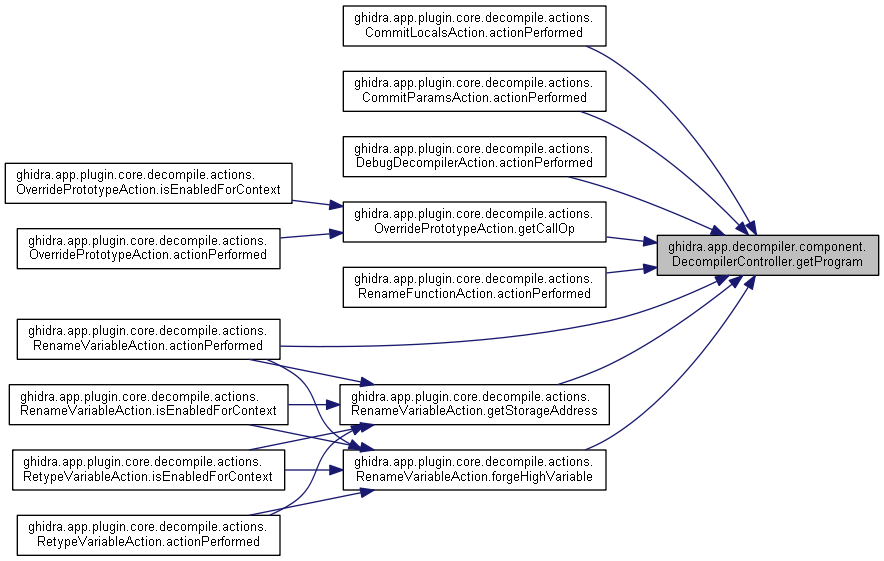 ghidra.app.plugin.core.decompile.actions.
CommitLocalsAction.actionPerformed
ghidra.app.plugin.core.decompile.actions.
CommitParamsAction.actionPerformed
ghidra.app.plugin.core.decompile.actions.
DebugDecompilerAction.actionPerformed
ghidra.app.plugin.core.decompile.actions.
OverridePrototypeAction.isEnabledForContext
ghidra.app.plugin.core.decompile.actions.
OverridePrototypeAction.getCallOp
ghidra.app.plugin.core.decompile.actions.
OverridePrototypeAction.actionPerformed
ghidra.app.decompiler.component.
DecompilerController.getProgram
ghidra.app.plugin.core.decompile.actions.
RenameFunctionAction.actionPerformed
ghidra.app.plugin.core.decompile.actions.
RenameVariableAction.actionPerformed
ghidra.app.plugin.core.decompile.actions.
RenameVariableAction.isEnabledForContext
ghidra.app.plugin.core.decompile.actions.
RenameVariableAction.getStorageAddress
ghidra.app.plugin.core.decompile.actions.
RetypeVariableAction.isEnabledForContext
ghidra.app.plugin.core.decompile.actions.
RenameVariableAction.forgeHighVariable
ghidra.app.plugin.core.decompile.actions.
RetypeVariableAction.actionPerformed